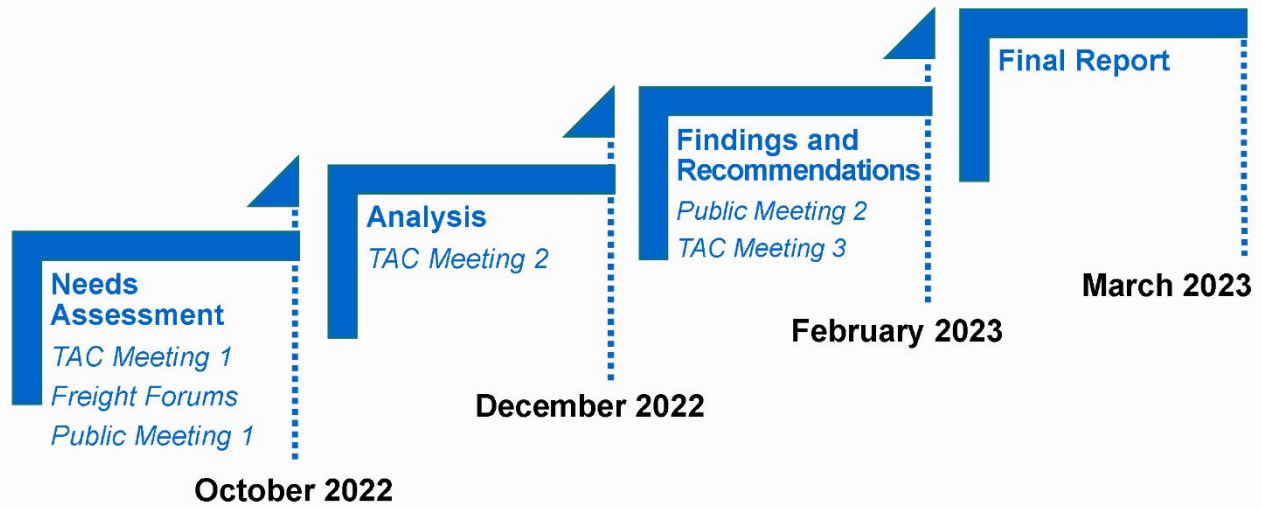 Needs
Assessment
TAC Meeting 1
Freight Forums
Public Meeting 1
October 2022
Analysis
TAC Meeting 2
December 2022
Findings and
Recommendations
Public Meeting 2
TAC Meeting 3
February 2023
Final Report
March 2023